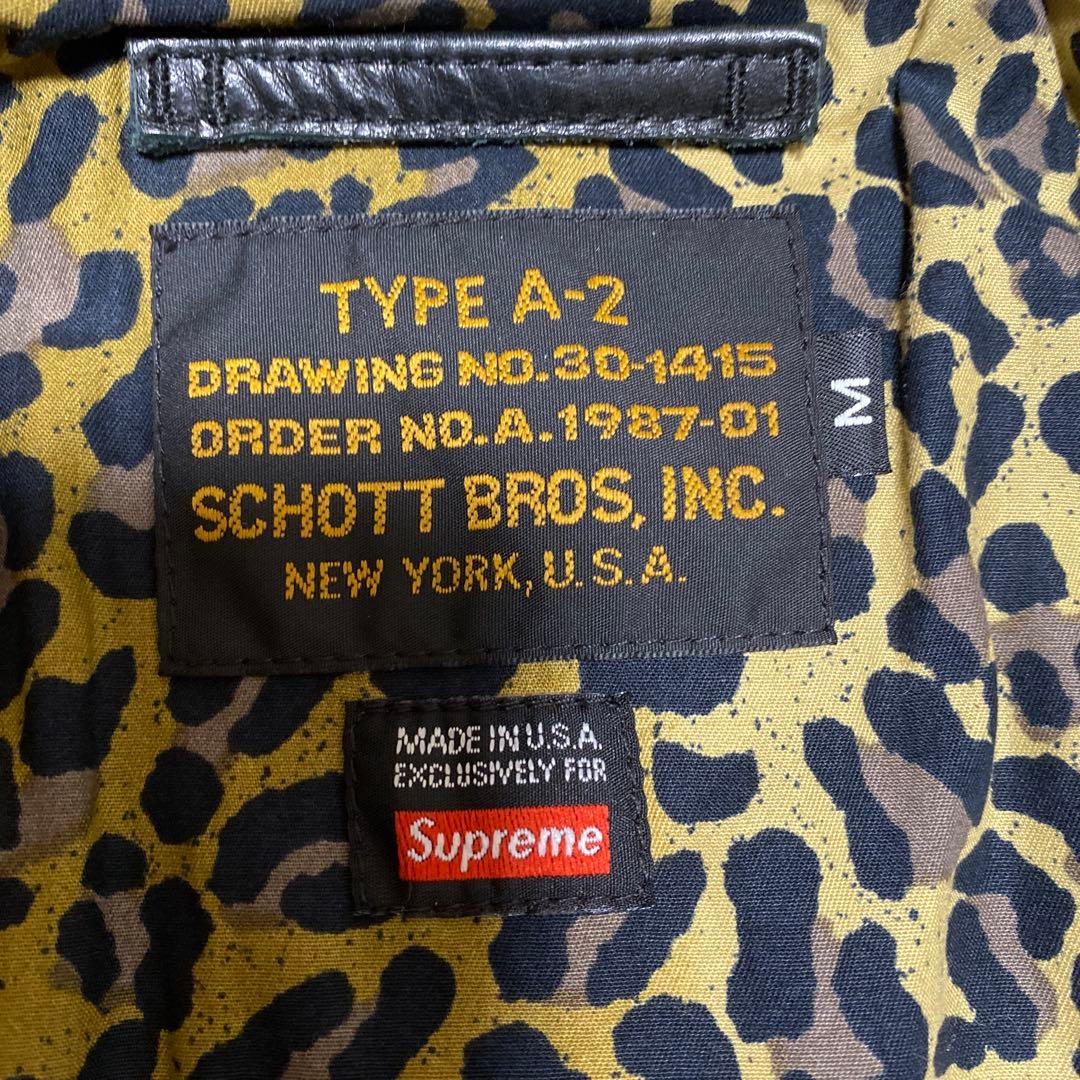 TYPE A-2
DRAWING NO.30-1415
ORDER NO.A.1987-01
SCHOTT BROS, INC.
NEW YORK, U.S.A.
M
MADE IN U.S.A.
EXCLUSIVELY FOR
Supreme